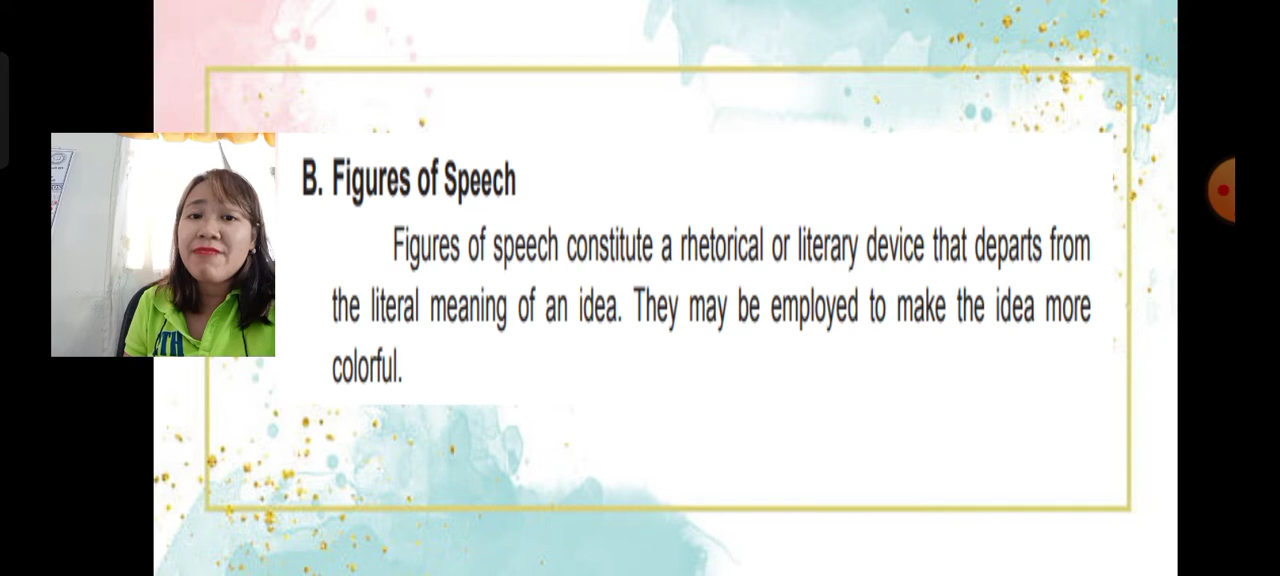 B. Figures of Speech
Figures of speech constitute a rhetorical or literary device that departs from
the literal meaning of an idea. They may be employed to make the idea more
colorful.